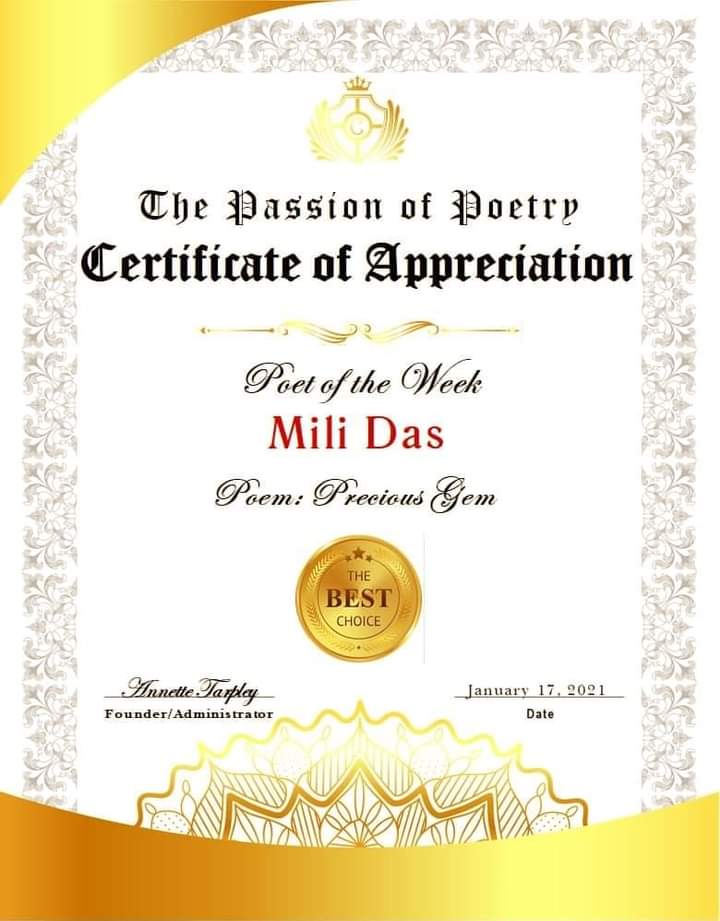 C
The Passion of Poetry
Certificate of Appreciation
Poet of the Week
Mili Das
Poem: Precious Gem
THE
BEST
CHOICE
Annette Tarpley
Founder/Administrator
January 17, 2021
Date